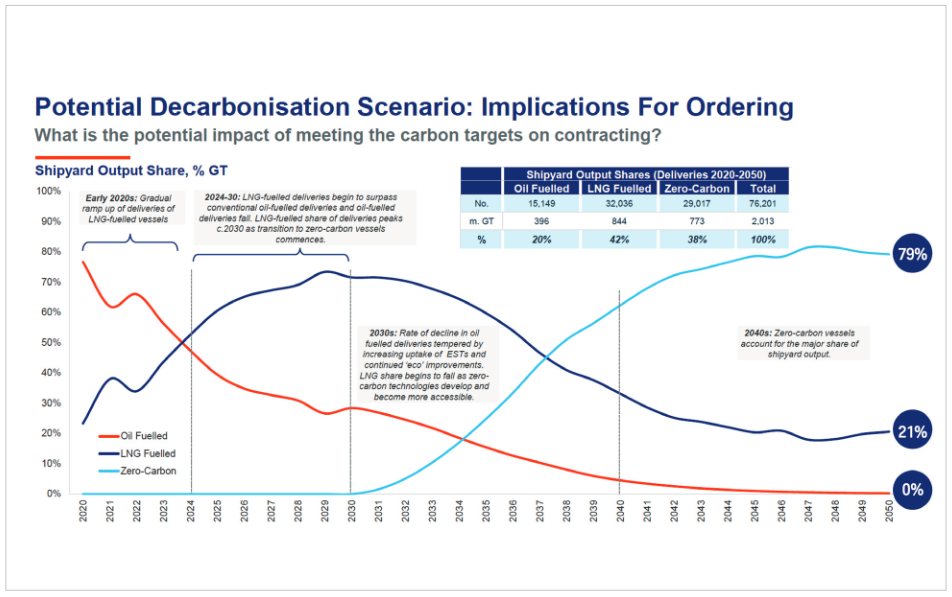 Potential Decarbonisation Scenario: Implications For Ordering
What is the potential impact of meeting the carbon targets on contracting?
Shipyard Output Share, % GT
Shipyard Output Shares (Deliveries 2020-2050)
Oil Fuelled LNG Fuelled Zero-Carbon Total
No. 15,149 32,036 29,017 76,201
m. GT 396 844 773 2,013
% 20% 42% 38% 100%
Early 2020s: Gradual
ramp up of deliveries of
LNG-fuelled vessels
2024-30: LNG-fuelled deliveries begin to surpass
conventional oil-fuelled deliveries and oil-fuelled
deliveries fall. LNG-fuelled share of deliveries peaks
c.2030 as transition to zero-carbon vessels
commences.
2030s: Rate of decline in oil
fuelled deliveries tempered by
increasing uptake of ESTs and
continued 'eco' improvements.
LNG share begins to fall as zero-
carbon technologies develop and
become more accessible.
2040s: Zero-carbon vessels
account for the major share of
shipyard output.
100%
90%
80%
70%
60%
50%
40%
30%
20%
10%
0%
Oil Fuelled
LNG Fuelled
Zero-Carbon
79%
21%
0%
2020 2021 2022 2023 2024 2025 2026 2027 2028 2029 2030 2031 2032 2033 2034 2035 2036 2037 2038 2039 2040 2041 2042 2043 2044 2045 2046 2047 2048 2049 2050